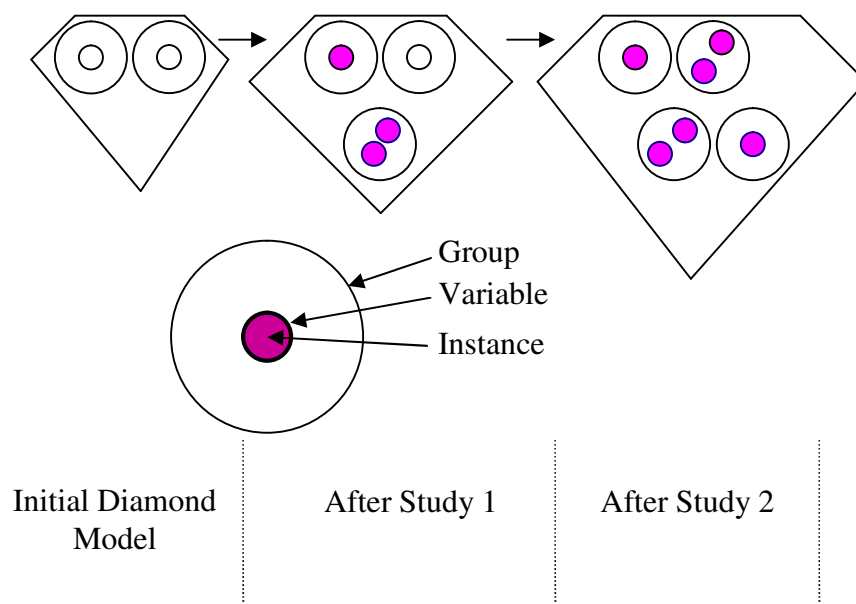 Group
Variable
Instance
Initial Diamond
Model
After Study 1
After Study 2